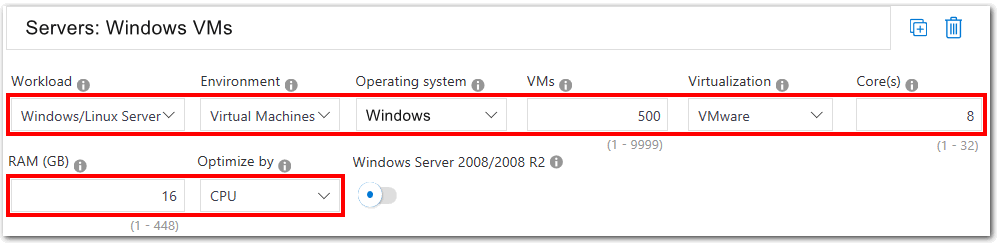 Servers: Windows VMs
Workload Environment Operating system VMs Virtualization Core(s)
Windows/Linux Server Virtual Machines Windows 500 VMware 8
(1 - 9999) (1 - 32)
RAM (GB) Optimize by Windows Server 2008/2008 R2
16 CPU
(1 - 448)